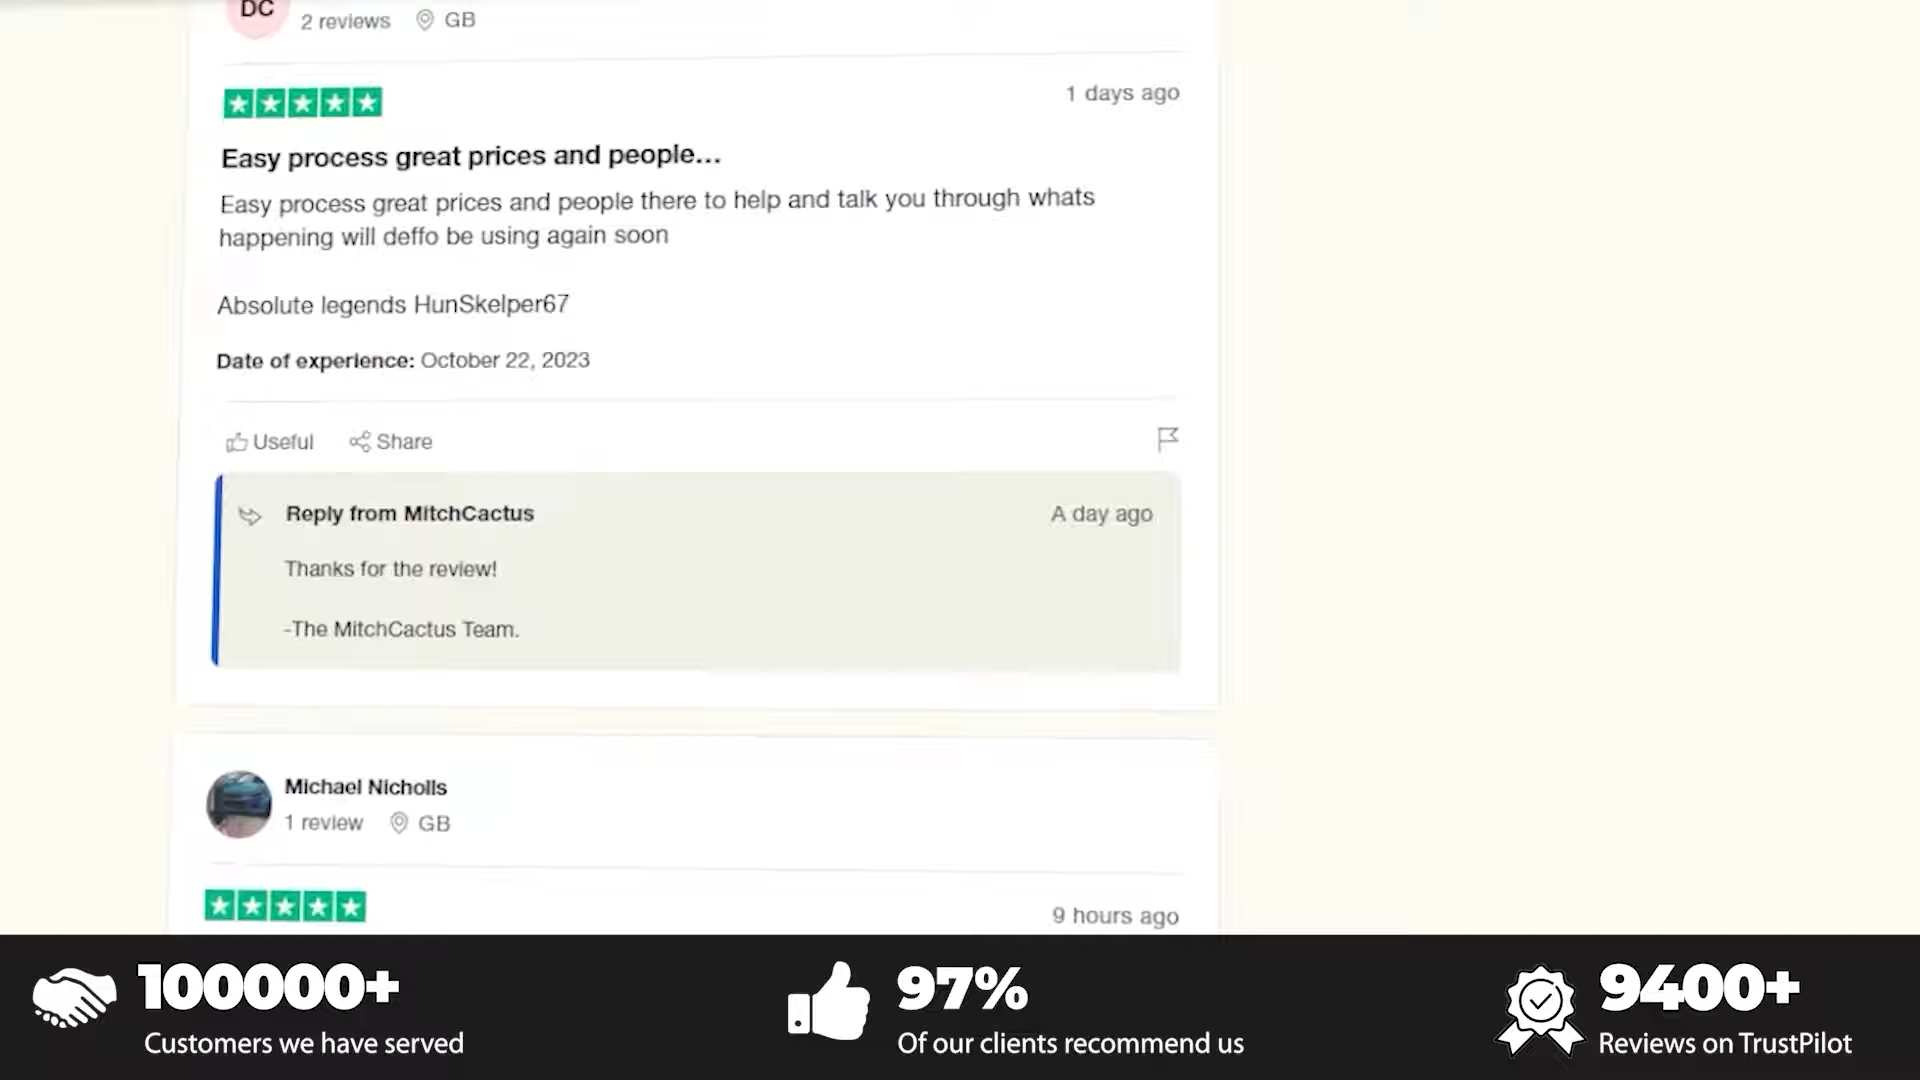 DC
2 reviews GB
1 days ago
Easy process great prices and people...
Easy process great prices and people there to help and talk you through whats
happening will deffo be using again soon
Absolute legends HunSkelper67
Date of experience: October 22, 2023
Useful Share
Reply from MitchCactus A day ago
Thanks for the review!
-The MitchCactus Team.
Michael Nicholls
1 review GB
9 hours ago
100000+
Customers we have served
97%
Of our clients recommend us
9400+
Reviews on TrustPilot